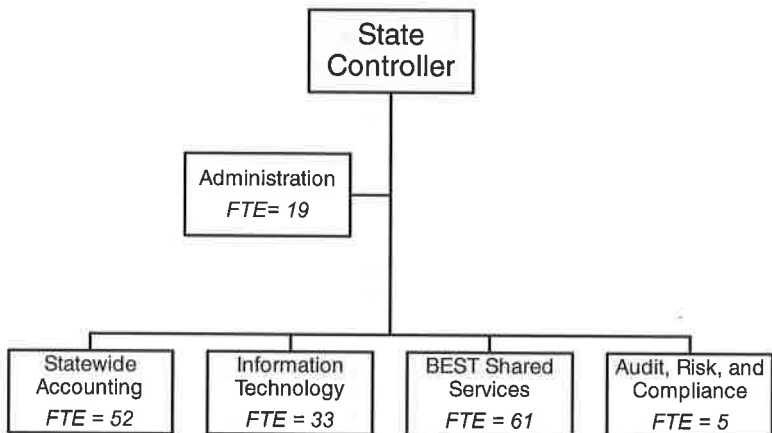 State
Controller
Administration
FTE= 19
Statewide
Accounting
FTE = 52
Information
Technology
FTE = 33
BEST Shared
Services
FTE = 61
Audit, Risk, and
Compliance
FTE = 5